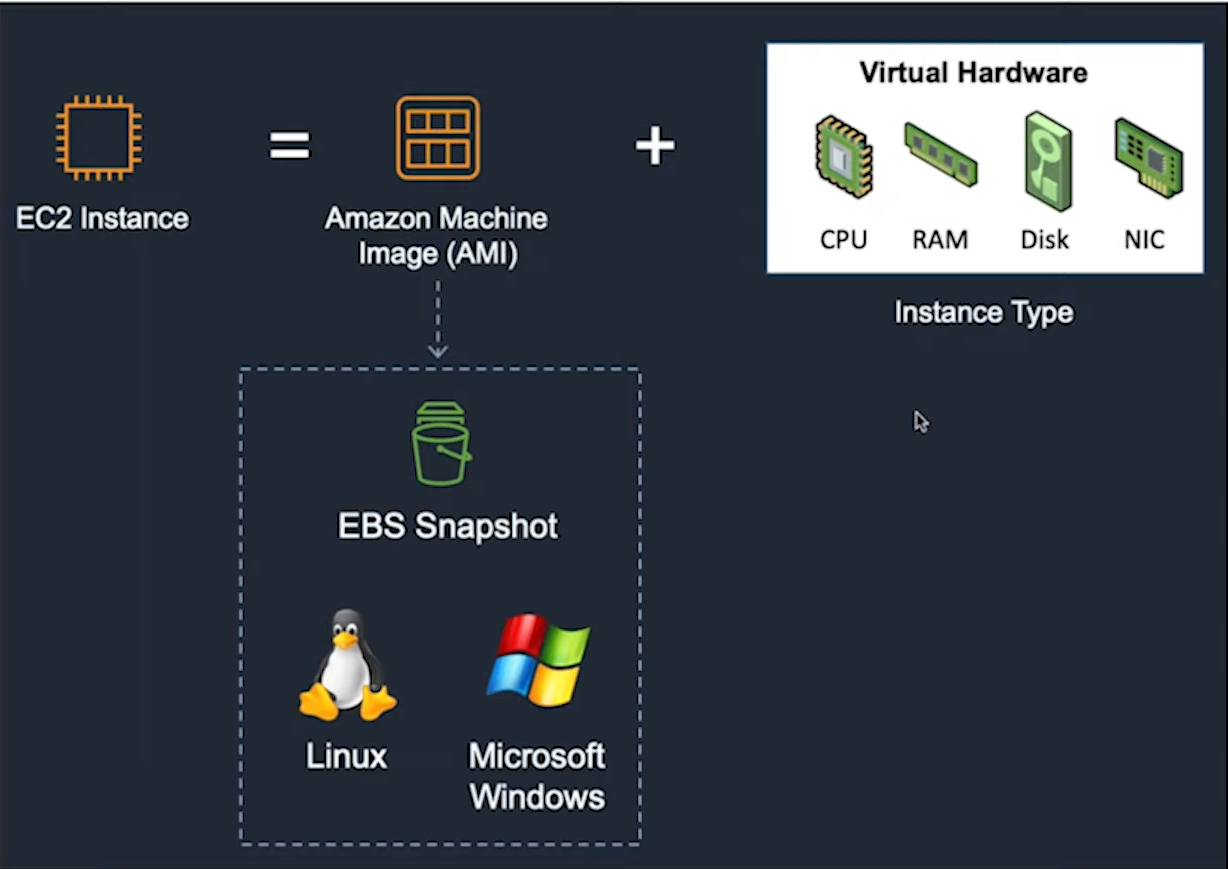 Virtual Hardware
CPU
RAM
Disk
NIC
Instance Type
EC2 Instance
=
Amazon Machine
Image (AMI)
+
EBS Snapshot
Linux
Microsoft
Windows